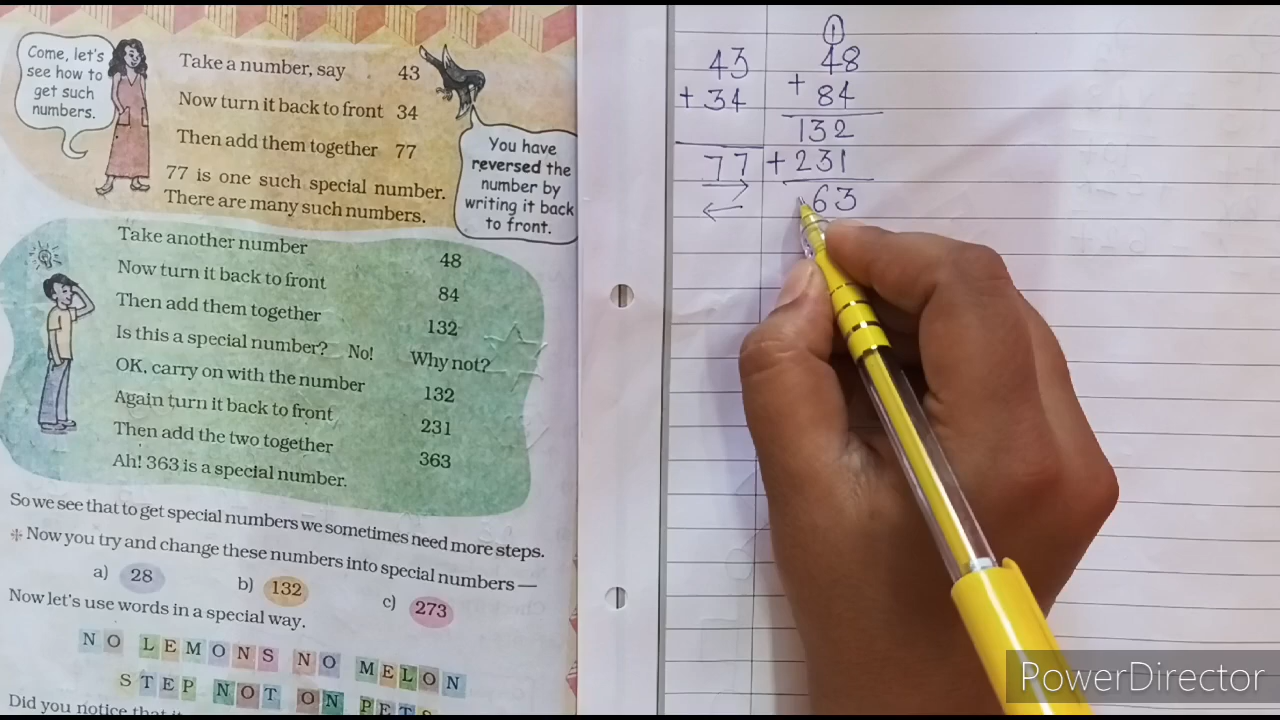 Come, let's
see how to
get such
numbers.
Take a number, say 43
Now turn it back to front 34
Then add them together 77
77 is one such special number.
There are many such numbers.
You have
reversed the
number by
writing it back
to front.
Take another number 48
Now turn it back to front 84
Then add them together 132
Is this a special number? No! Why not?
OK, carry on with the number 132
Again turn it back to front 231
Then add the two together 363
Ah! 363 is a special number.
So we see that to get special numbers we sometimes need more steps.
✢ Now you try and change these numbers into special numbers —
a) 28 b) 132 c) 273
Now let's use words in a special way.
NO LEMONS NO MELON
STEP NOT ON PETS
Did you notice that
43
+ 34
77
1
48
+ 84
132
+ 231
63
PowerDirector